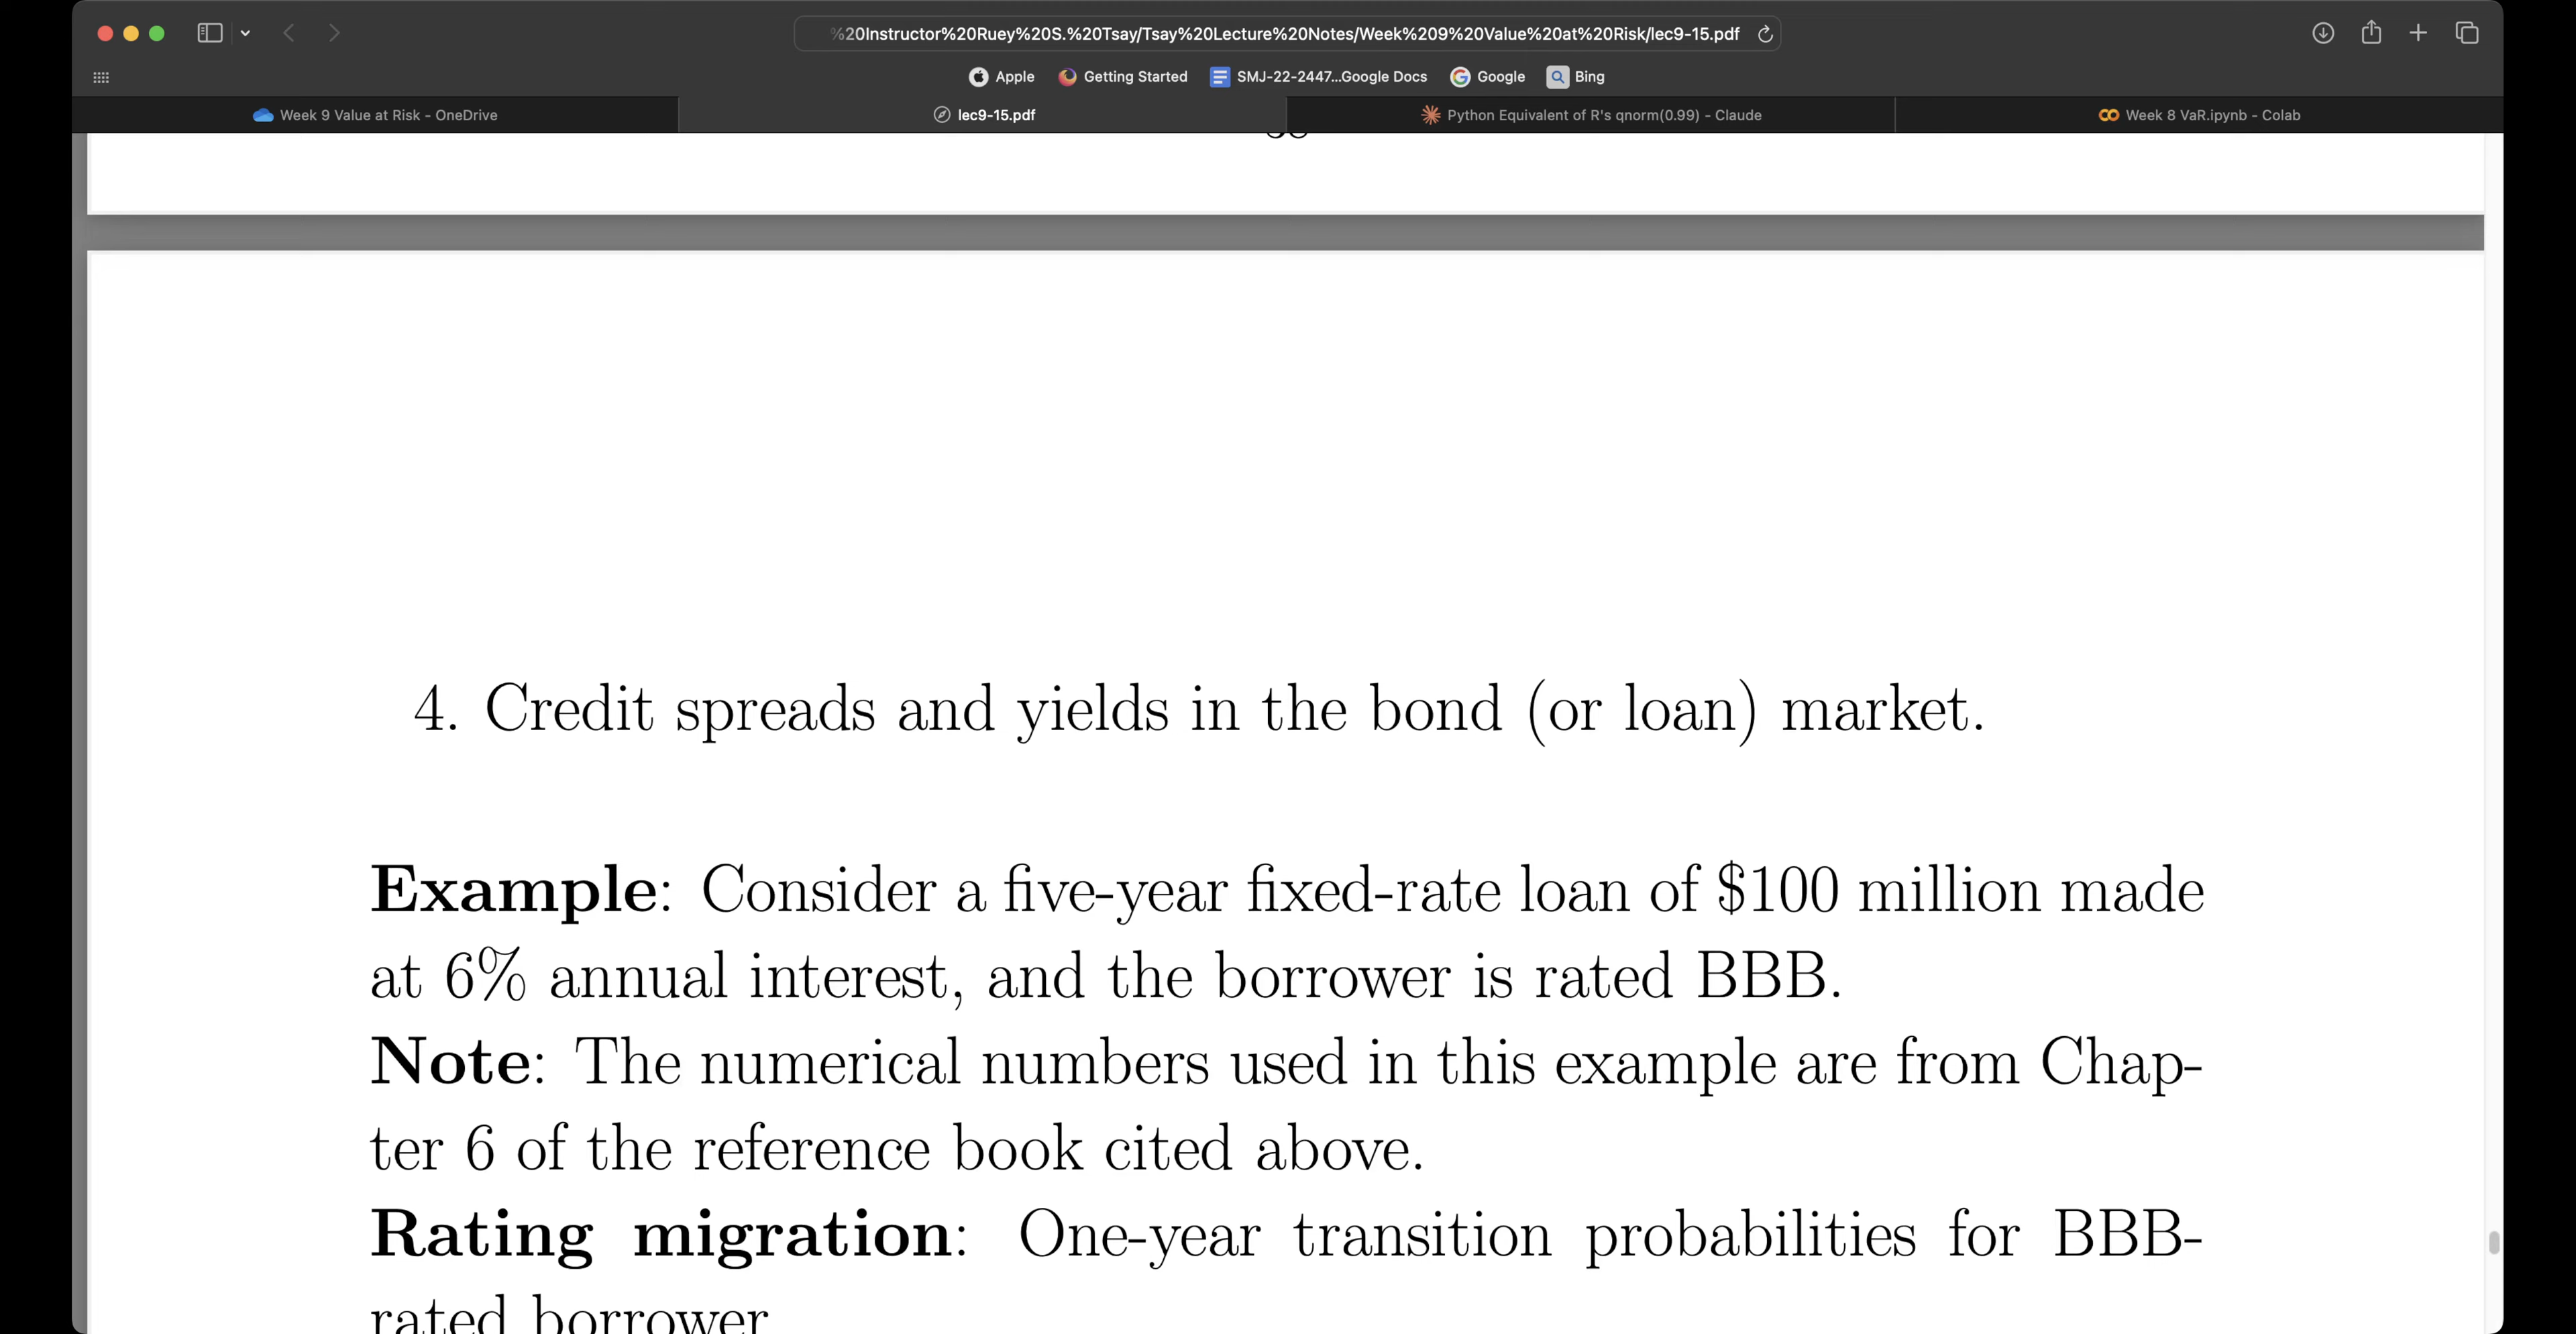 %20Instructor%20Ruey%20S.%20Tsay/Tsay%20Lecture%20Notes/Week%209%20Value%20at%20Risk/lec9-15.pdf
Apple Getting Started SMJ-22-2447...Google Docs Google Bing
Week 9 Value at Risk - OneDrive lec9-15.pdf Python Equivalent of R's qnorm(0.99) - Claude Week 8 VaR.ipynb - Colab
4. Credit spreads and yields in the bond (or loan) market.
Example: Consider a five-year fixed-rate loan of $100 million made
at 6% annual interest, and the borrower is rated BBB.
Note: The numerical numbers used in this example are from Chap-
ter 6 of the reference book cited above.
Rating migration: One-year transition probabilities for BBB-
rated borrower